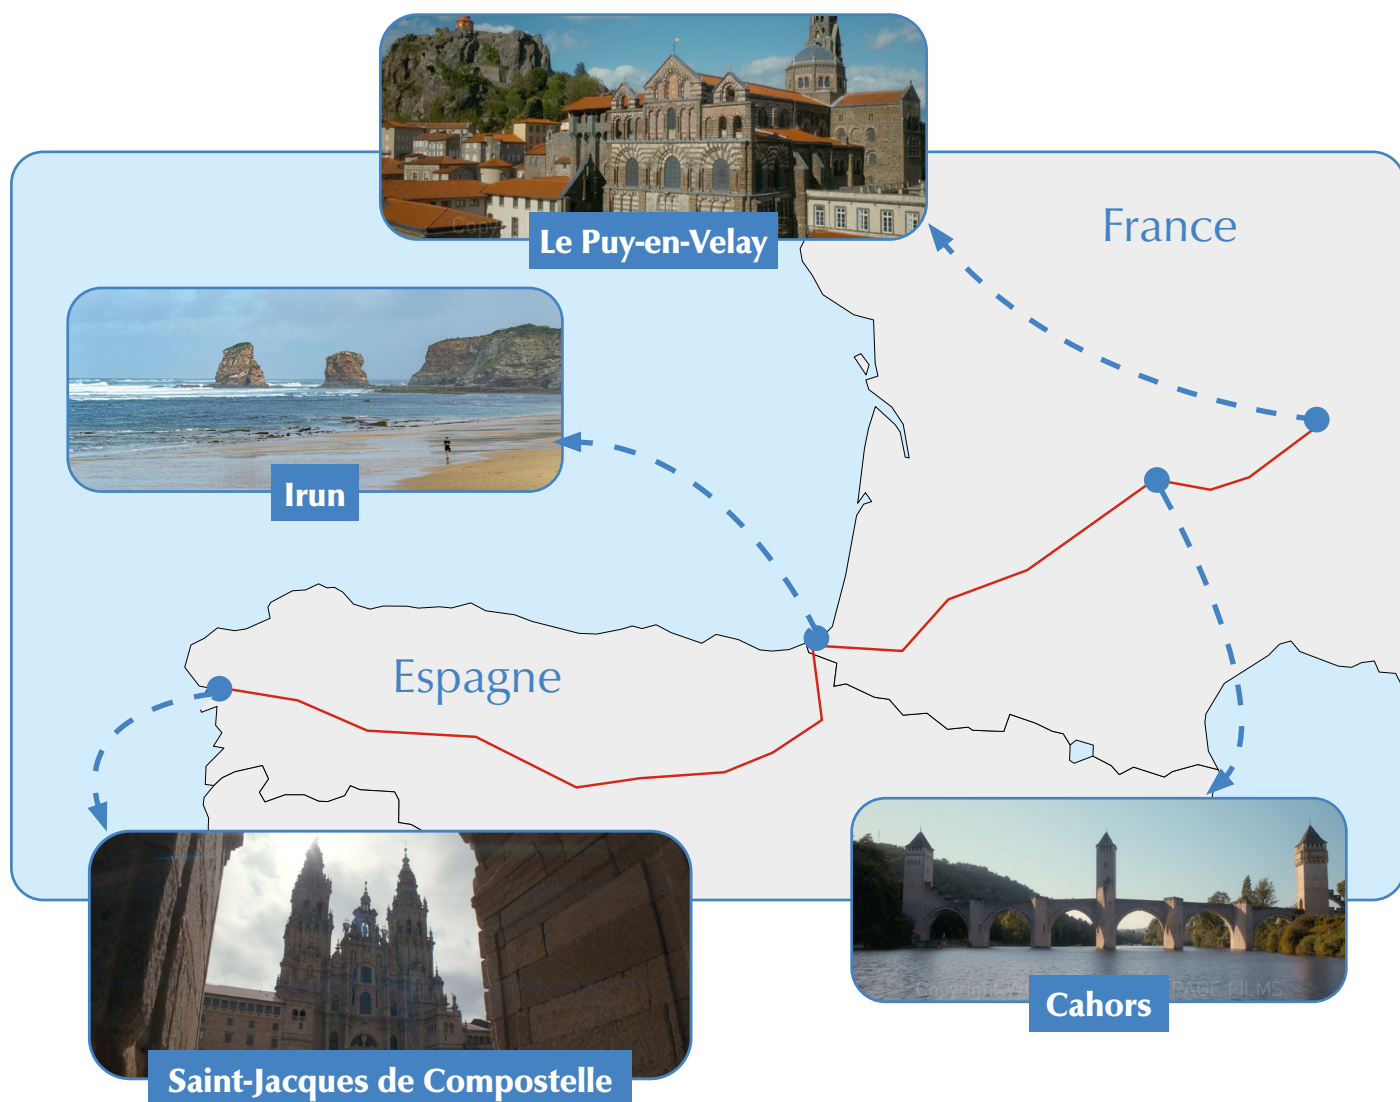 Le Puy-en-Velay
France
Irun
Espagne
Cahors
Saint-Jacques de Compostelle